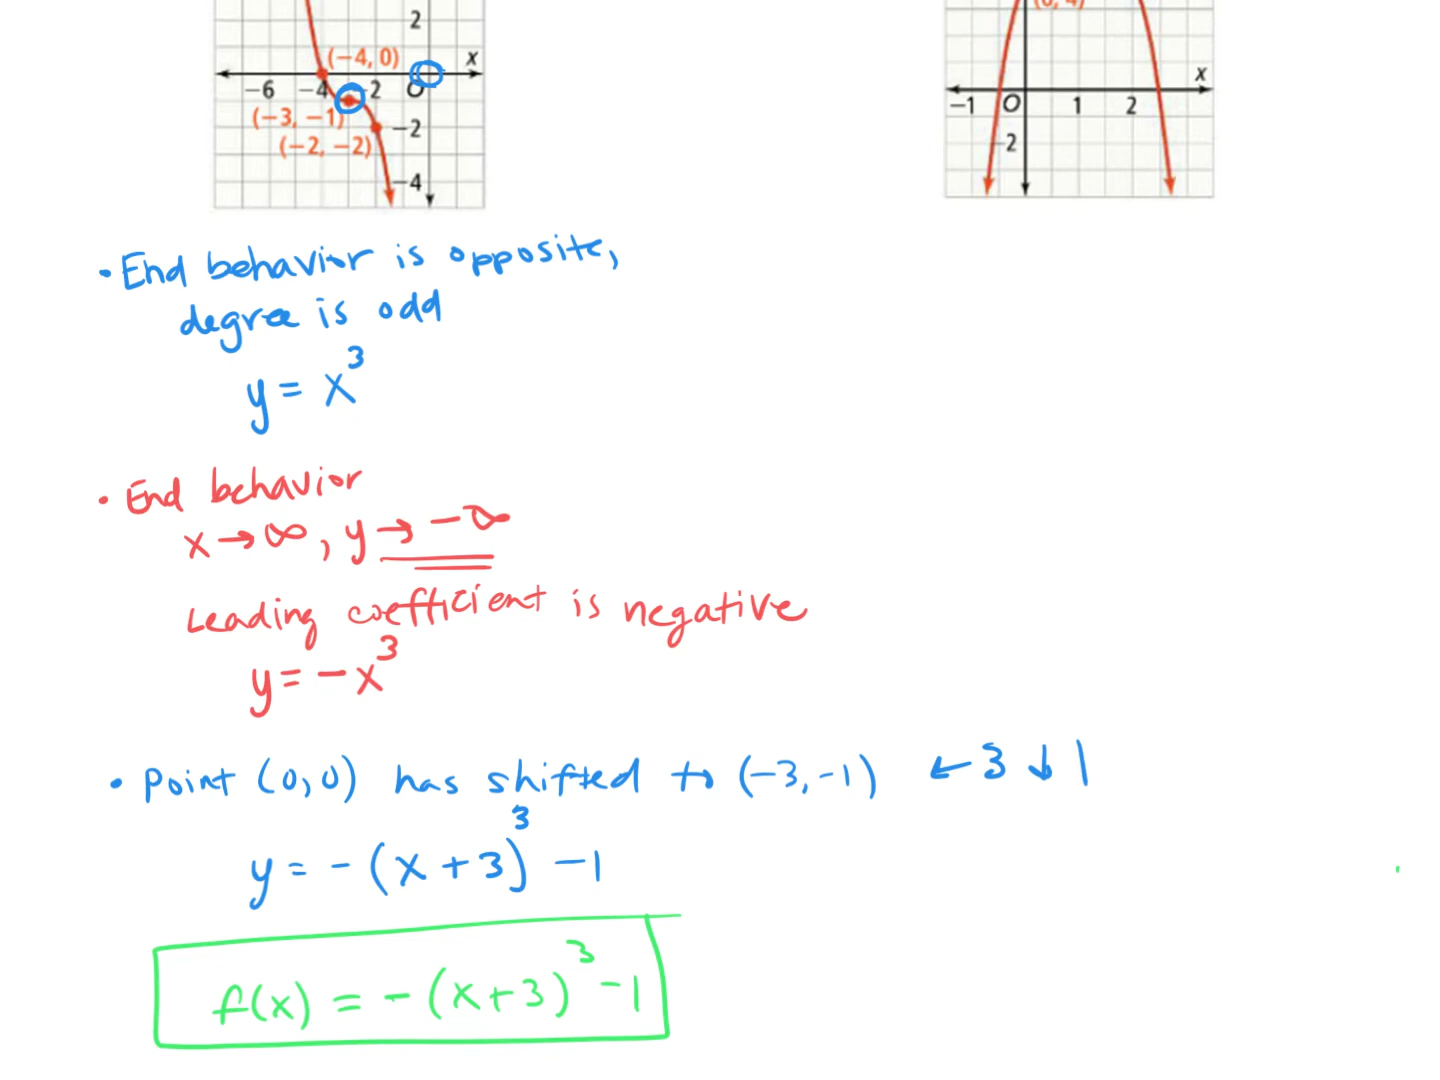 2
(−4, 0)
x
−6 −4 −2 O
(−3, −1)
−2
(−2, −2)
−4
(0, 4)
x
−1 O 1 2
−2
• End behavior is opposite,
degree is odd
y = x³
• End behavior
x → ∞, y → −∞
Leading coefficient is negative
y = −x³
• Point (0,0) has shifted to (−3,−1) ← 3 ↓ 1
y = −(x+3)³ −1
f(x) = −(x+3)³ −1